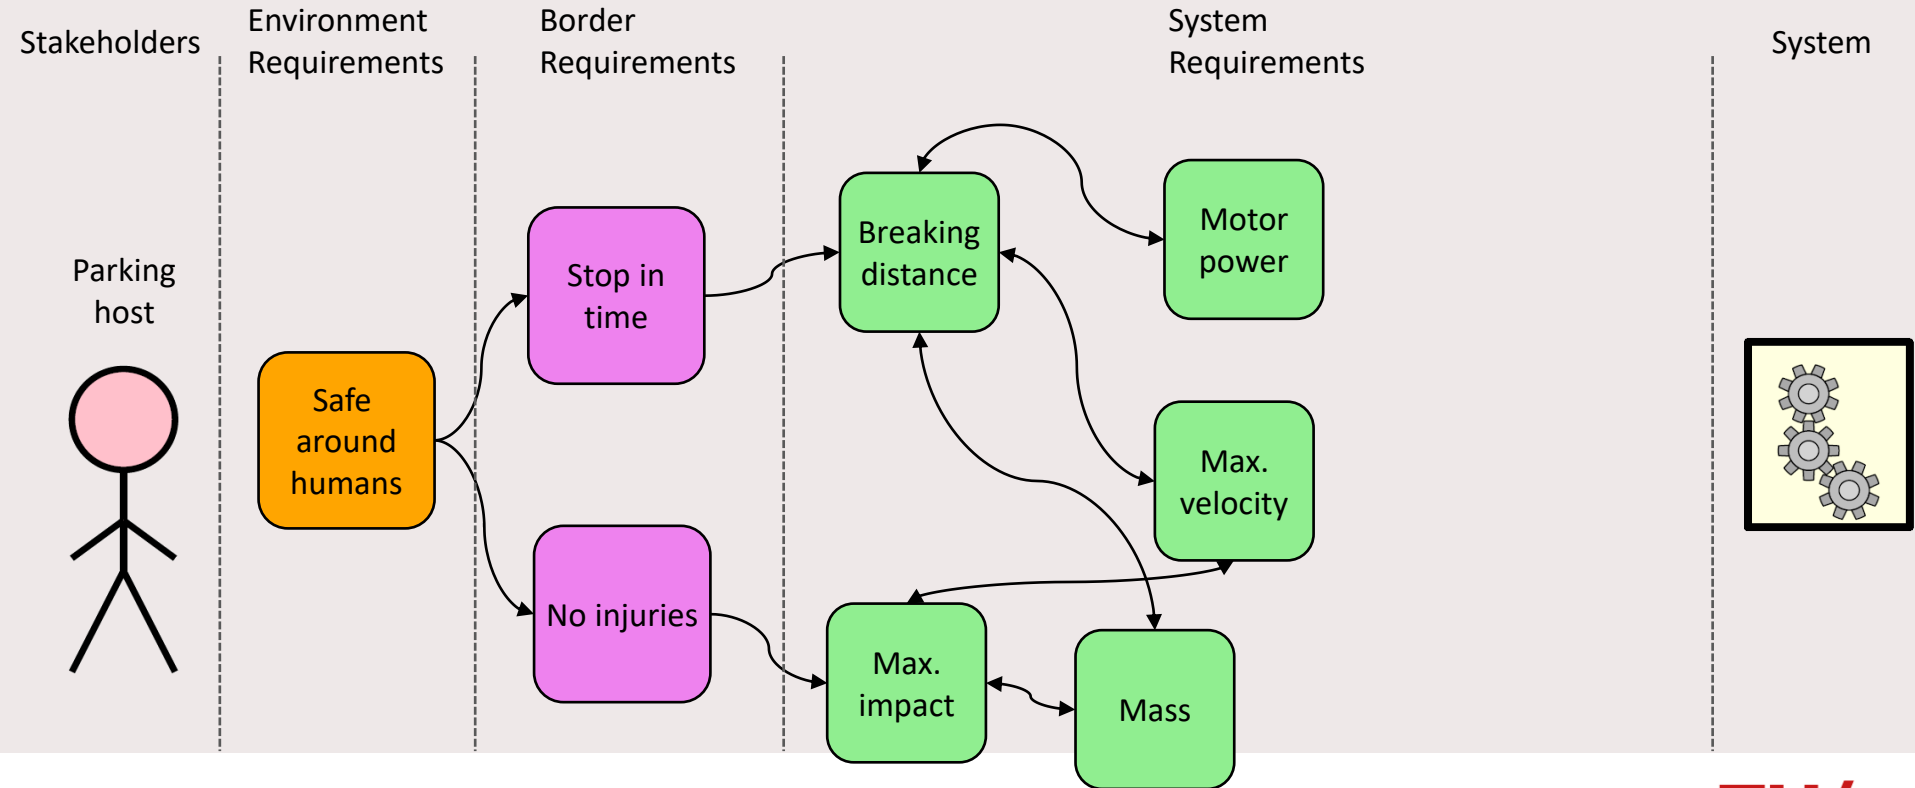 Stakeholders
Environment
Requirements
Border
Requirements
System
Requirements
System
Parking
host
Safe
around
humans
Stop in
time
No injuries
Breaking
distance
Motor
power
Max.
velocity
Max.
impact
Mass